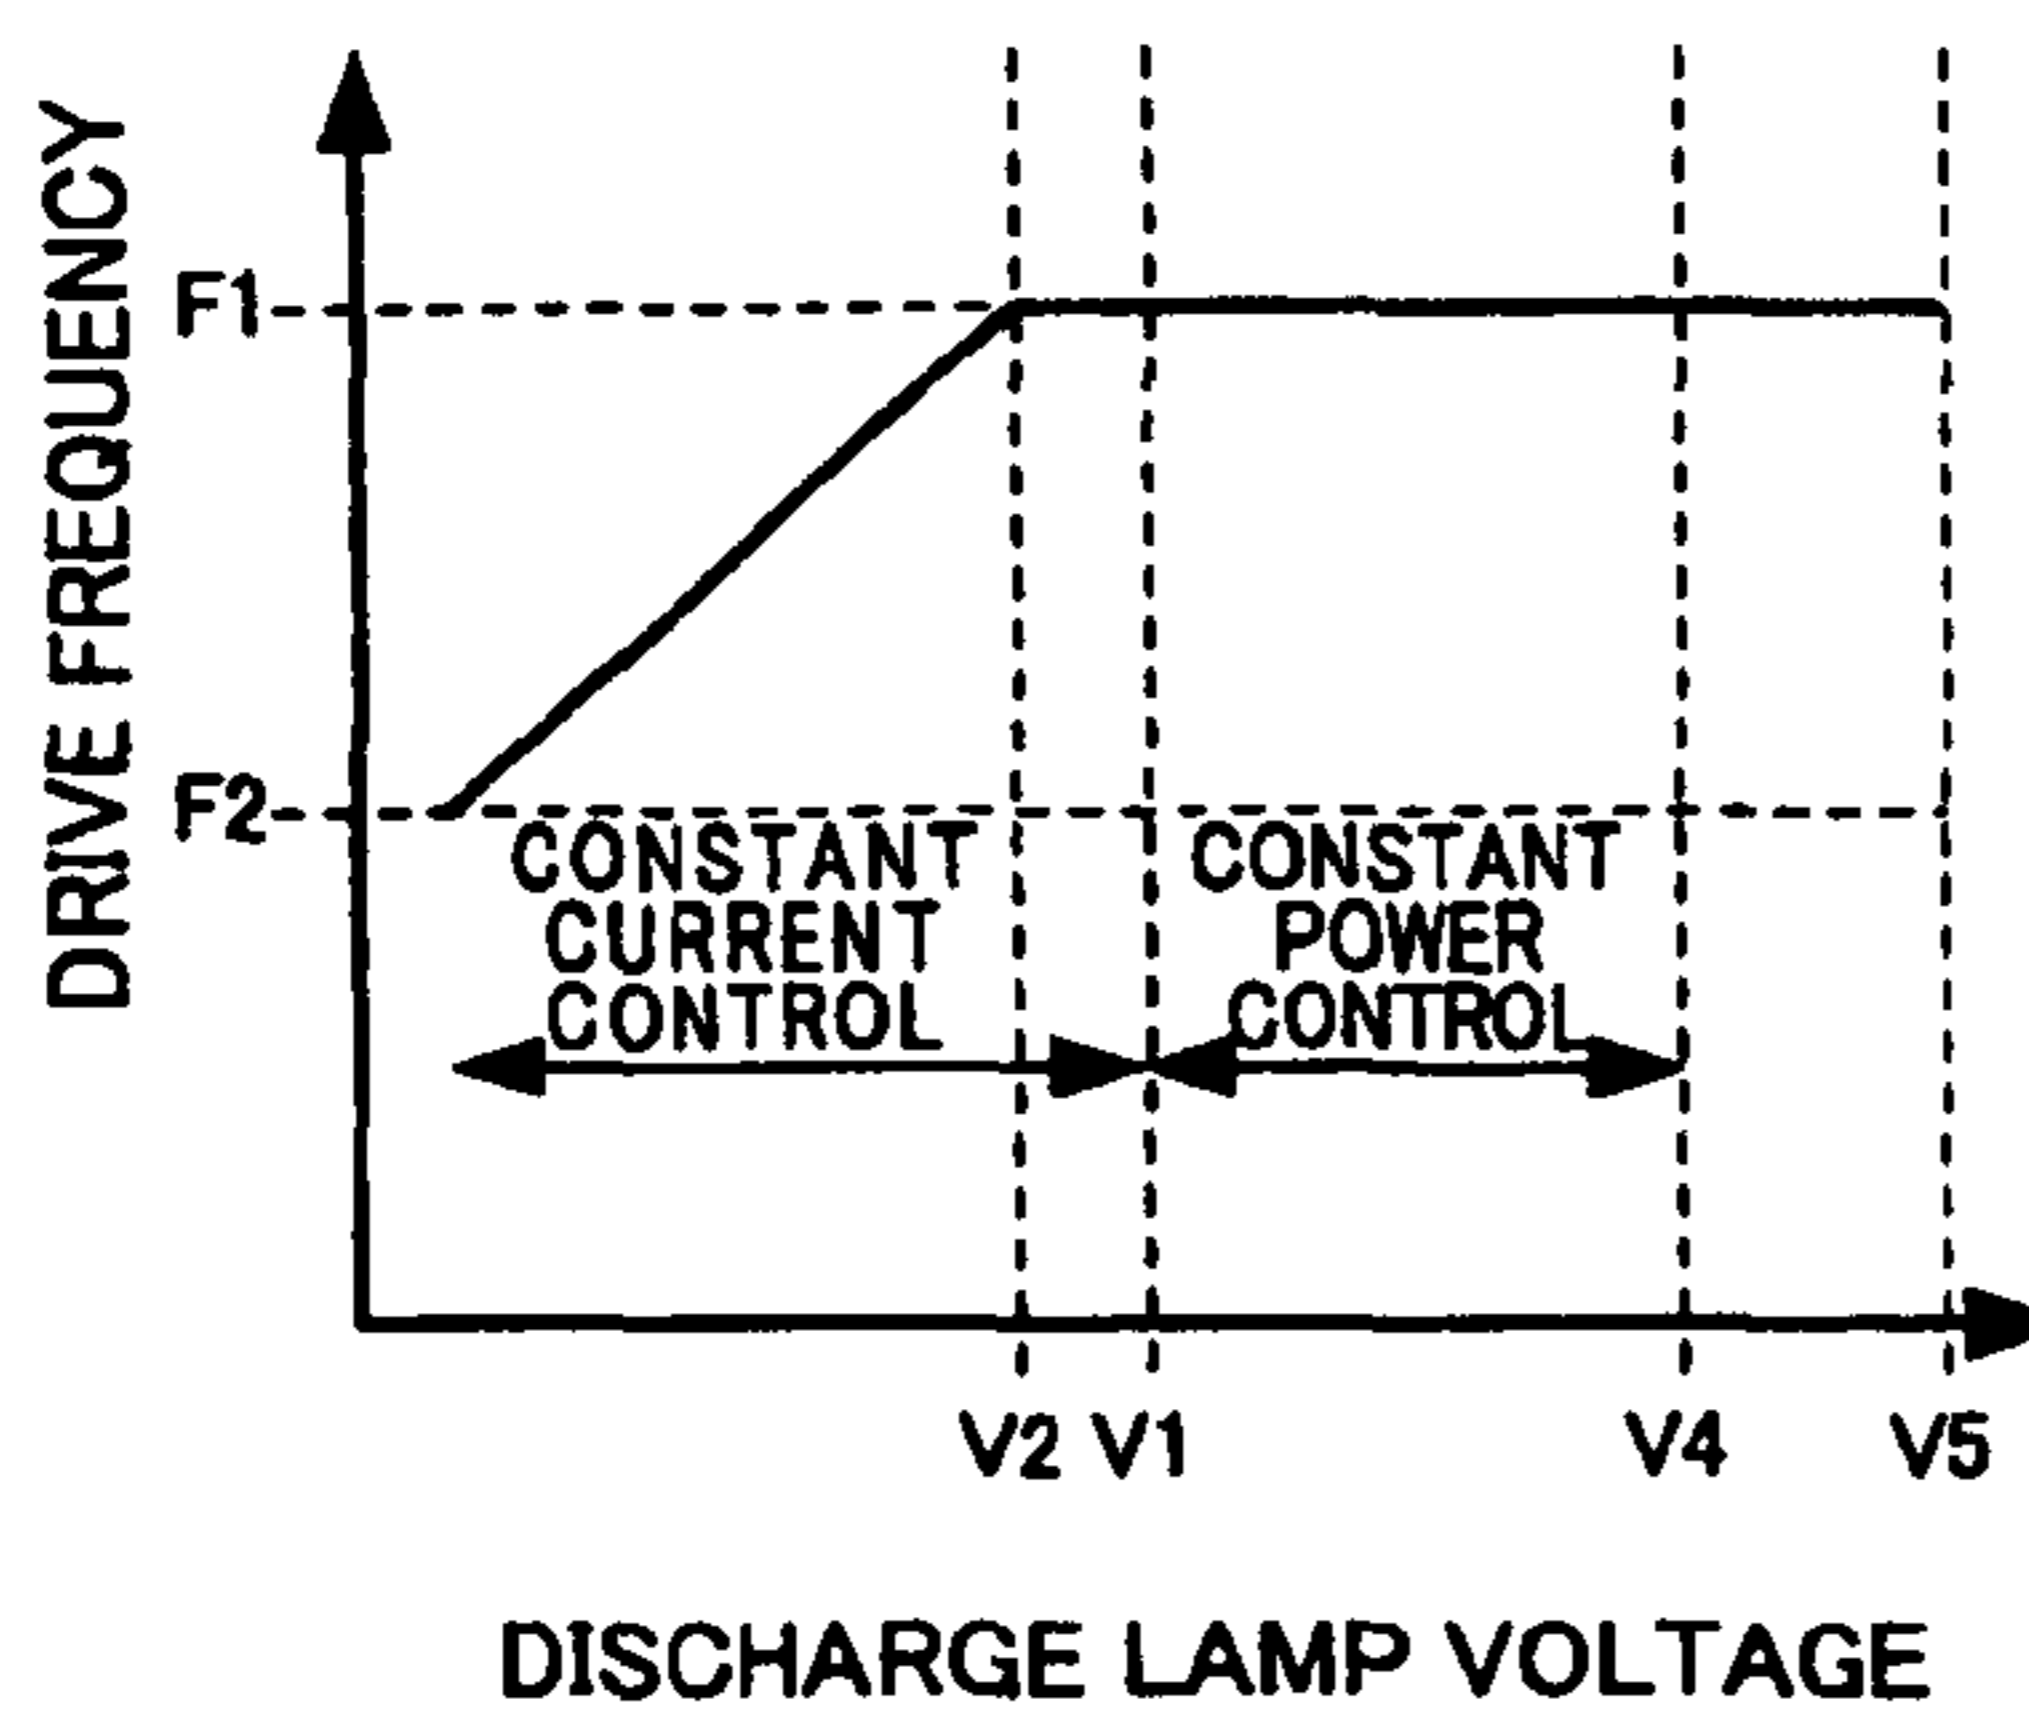 DRIVE FREQUENCY
F1
F2
CONSTANT
CURRENT
CONTROL
CONSTANT
POWER
CONTROL
V2 V1 V4 V5
DISCHARGE LAMP VOLTAGE